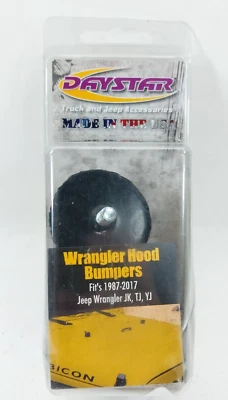 DAYSTAR
Truck and Jeep Accessories
MADE IN THE USA
Wrangler Hood
Bumpers
Fit's 1987-2017
Jeep Wrangler JK, TJ, YJ
BICON